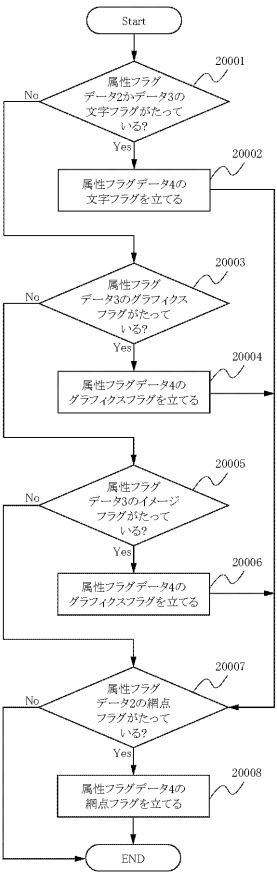 Start
20001
属性フラグ
データ2かデータ3の
文字フラグがたって
いる?
No
Yes
20002
属性フラグデータ4の
文字フラグを立てる
20003
属性フラグ
データ3のグラフィクス
フラグがたって
いる?
No
Yes
20004
属性フラグデータ4の
グラフィクスフラグを立てる
20005
属性フラグ
データ3のイメージ
フラグがたって
いる?
No
Yes
20006
属性フラグデータ4の
グラフィクスフラグを立てる
20007
属性フラグ
データ2の網点
フラグがたって
いる?
No
Yes
20008
属性フラグデータ4の
網点フラグを立てる
END